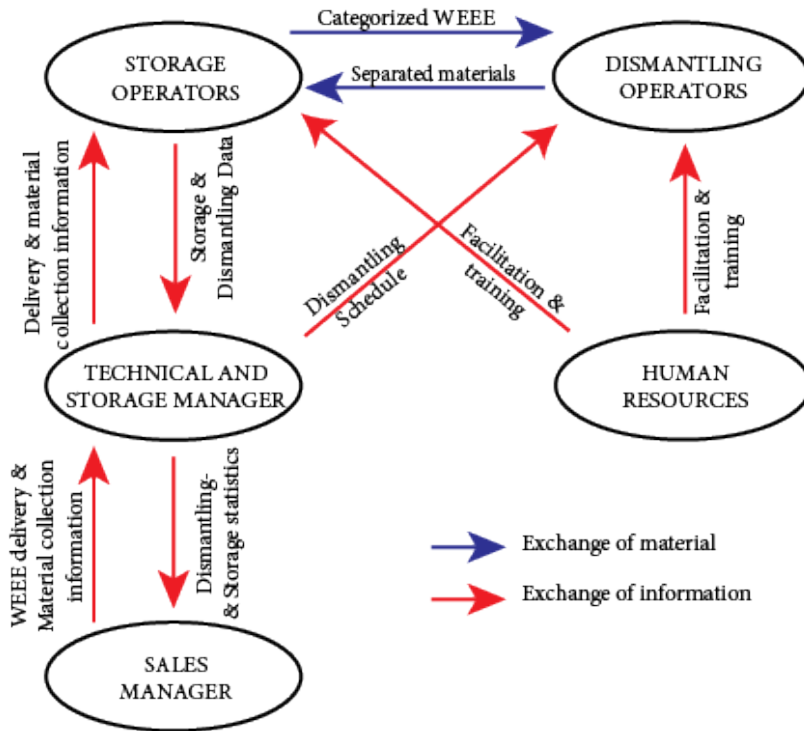 Categorized WEEE
STORAGE
OPERATORS
Separated materials
DISMANTLING
OPERATORS
Delivery & material
collection information
Storage &
Dismantling Data
Dismantling
Schedule
Facilitation &
training
Facilitation &
training
TECHNICAL AND
STORAGE MANAGER
HUMAN
RESOURCES
WEEE delivery &
Material collection
information
Dismantling-
& Storage statistics
Exchange of material
Exchange of information
SALES
MANAGER